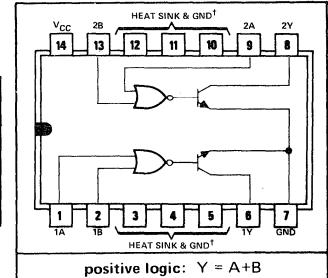 HEAT SINK & GND†
VCC 2B 2A 2Y
14 13 12 11 10 9 8
1 2 3 4 5 6 7
1A 1B 1Y GND
HEAT SINK & GND†
positive logic: Y = A+B